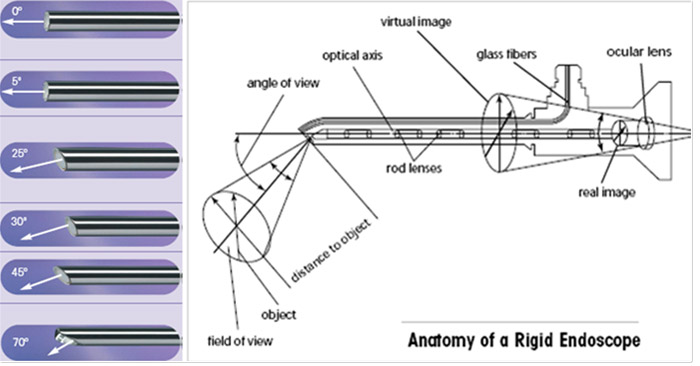 0°
5°
25°
30°
45°
70°
virtual image
optical axis
glass fibers
ocular lens
angle of view
rod lenses
real image
distance to object
object
field of view
Anatomy of a Rigid Endoscope